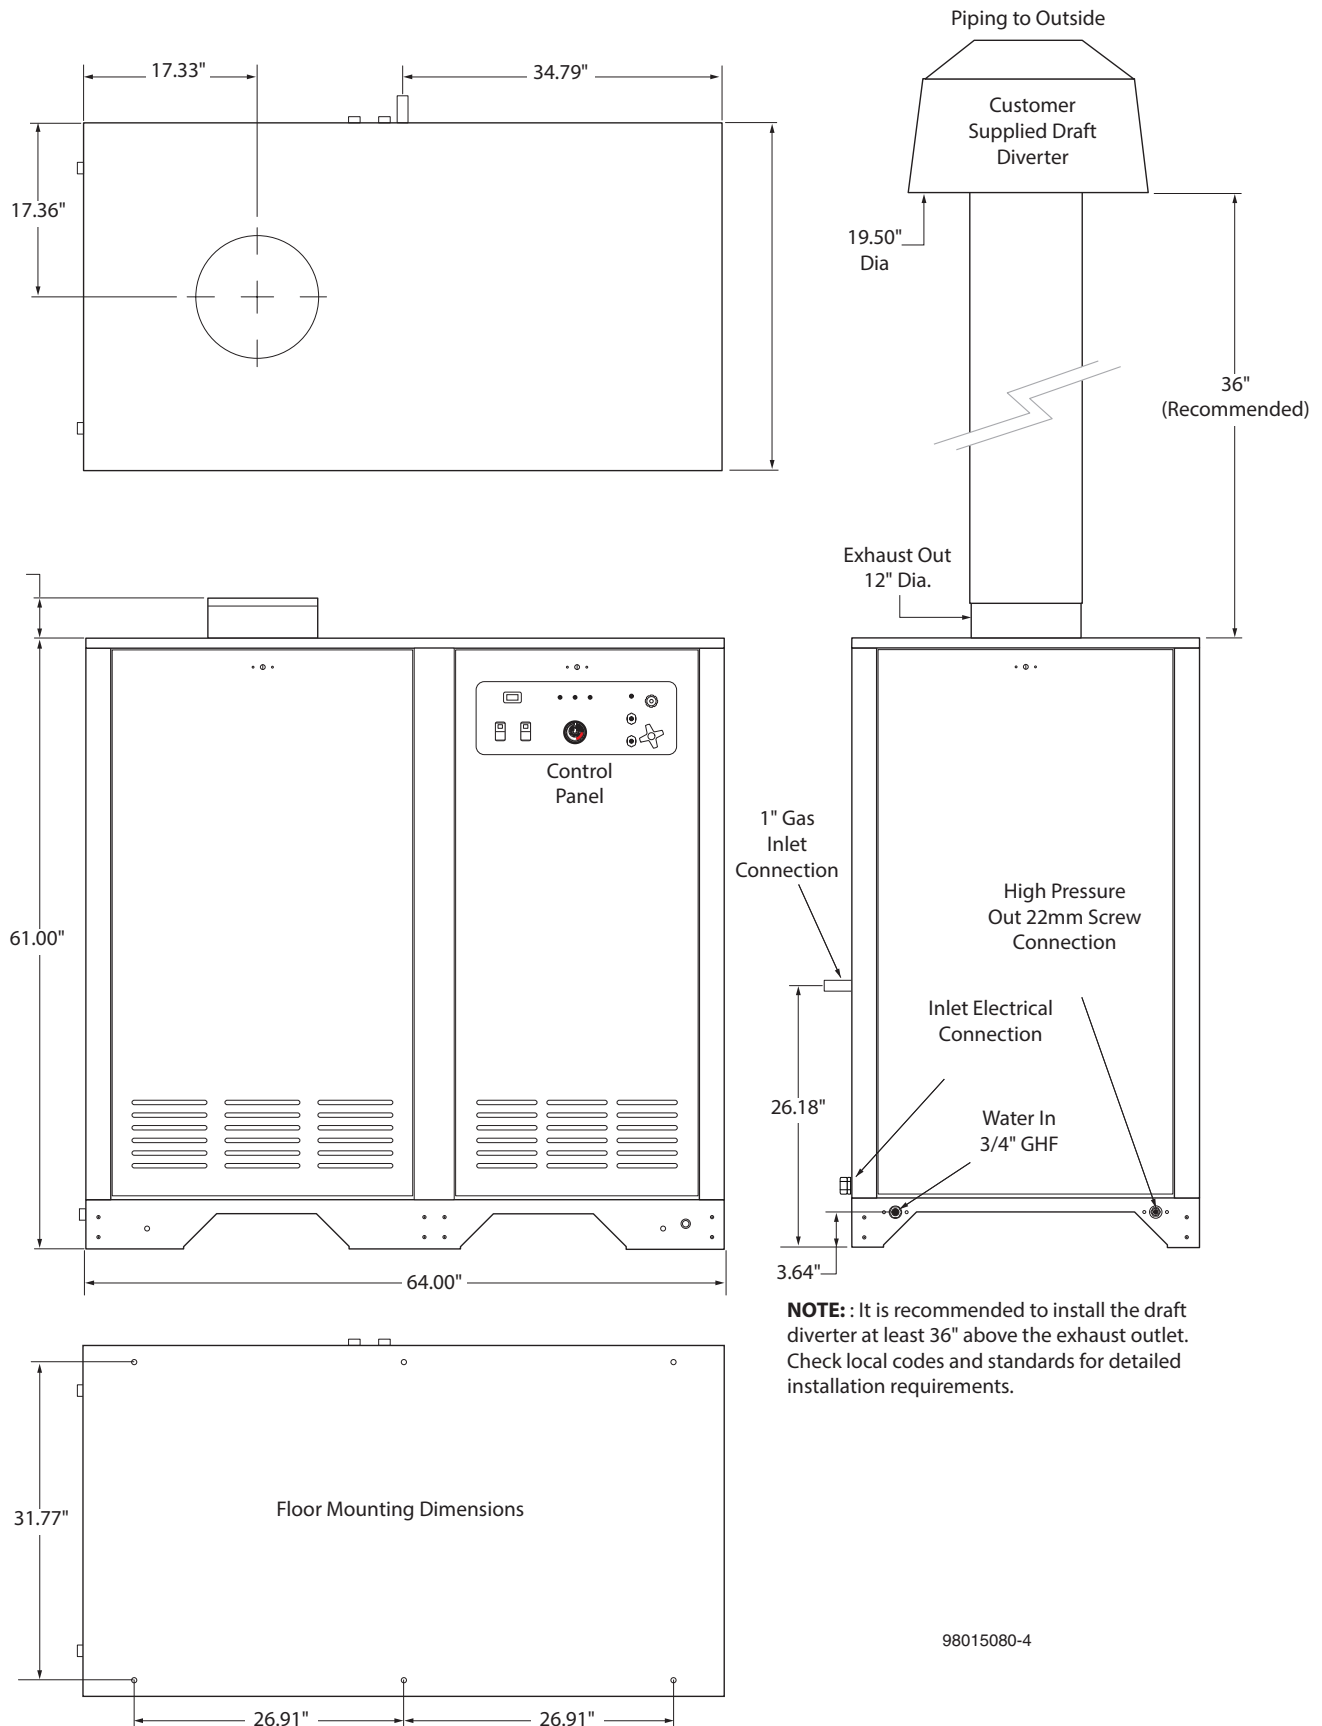 Piping to Outside
17.33"
34.79"
Customer
Supplied Draft
Diverter
17.36"
19.50"
Dia
36"
(Recommended)
Exhaust Out
12" Dia.
Control
Panel
1" Gas
Inlet
Connection
High Pressure
Out 22mm Screw
Connection
61.00"
Inlet Electrical
Connection
26.18"
Water In
3/4" GHF
3.64"
64.00"
NOTE: : It is recommended to install the draft
diverter at least 36" above the exhaust outlet.
Check local codes and standards for detailed
installation requirements.
31.77"
Floor Mounting Dimensions
98015080-4
26.91"
26.91"